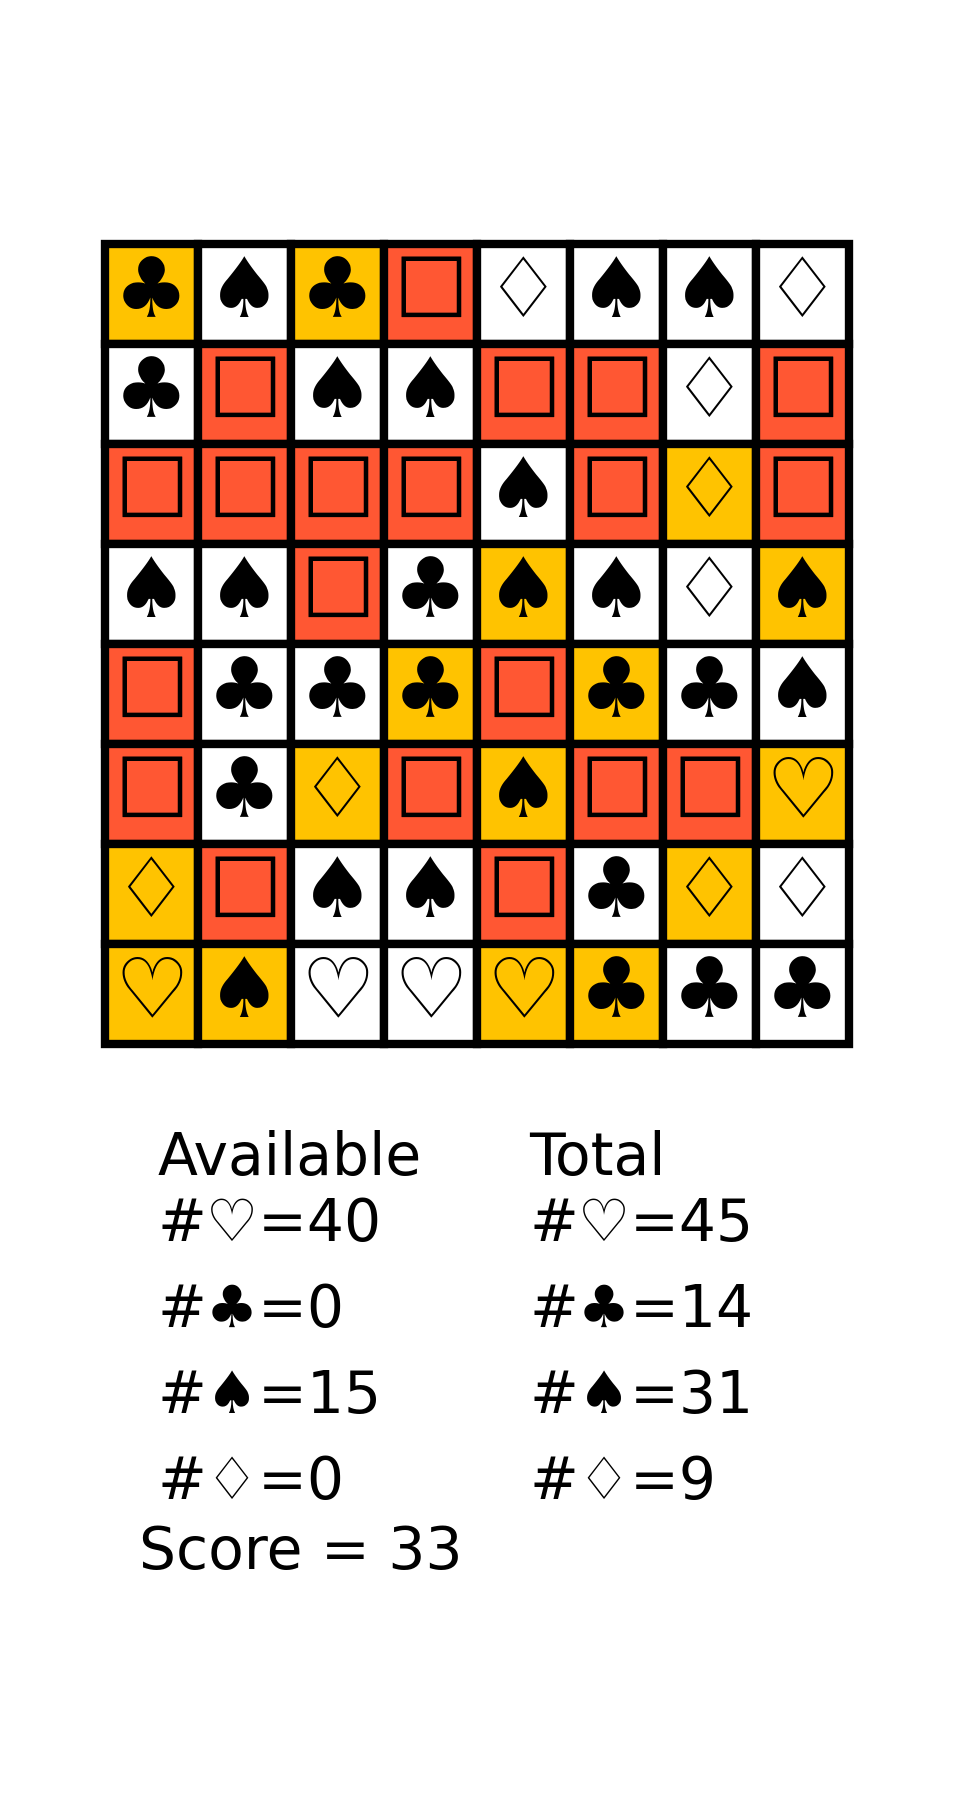 ♣ ♠ ♣ □ ♢ ♠ ♠ ♢
♣ □ ♠ ♠ □ □ ♢ □
□ □ □ □ ♠ □ ♢ □
♠ ♠ □ ♣ ♠ ♠ ♢ ♠
□ ♣ ♣ ♣ □ ♣ ♣ ♠
□ ♣ ♢ □ ♠ □ □ ♡
♢ □ ♠ ♠ □ ♣ ♢ ♢
♡ ♠ ♡ ♡ ♡ ♣ ♣ ♣
Available Total
#♡=40 #♡=45
#♣=0 #♣=14
#♠=15 #♠=31
#♢=0 #♢=9
Score = 33